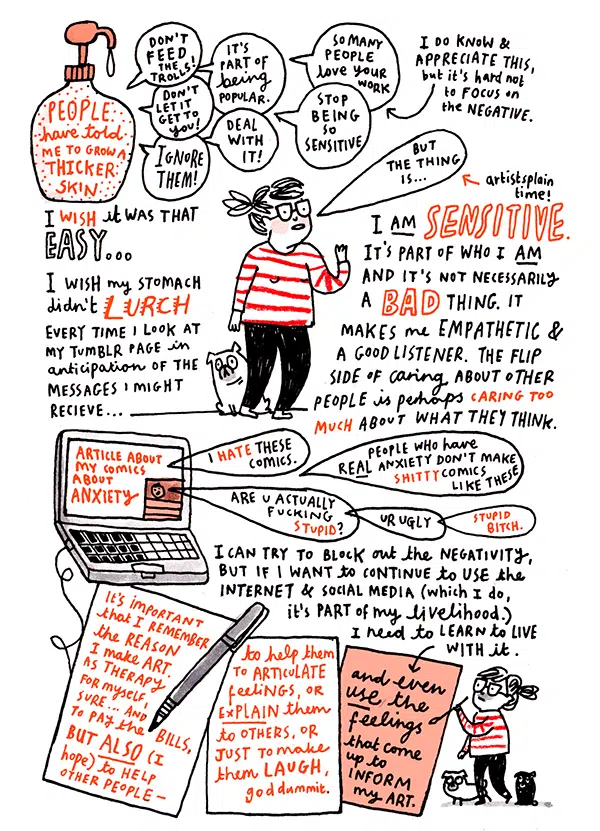 PEOPLE
have told
ME TO GROW A
THICKER
SKIN
DON'T
FEED
THE
TROLLS!
IT'S
PART OF
being
POPULAR.
SO MANY
PEOPLE
love YOUR
WORK
DON'T
LET IT
GET TO
YOU!
DEAL
WITH
IT!
STOP
BEING
SO
SENSITIVE
IGNORE
THEM!
I DO KNOW &
APPRECIATE THIS,
but it's hard not
to FOCUS on
the NEGATIVE.
BUT
THE THING
IS...
artistsplain
time!
I WISH it WAS THAT
EASY...
I WISH my STOMACH
didn't LURCH
EVERY TIME I LOOK AT
MY TUMBLR PAGE in
anticipation OF THE
MESSAGES I MIGHT
RECIEVE...
I AM SENSITIVE.
IT'S PART OF WHO I AM
AND IT'S NOT NECESSARILY
A BAD THING. IT
MAKES me EMPATHETIC &
A GOOD LISTENER. THE FLIP
SIDE OF caring ABOUT OTHER
PEOPLE is perhaps CARING TOO
MUCH ABOUT WHAT THEY THINK.
ARTICLE ABOUT
MY COMICS
ABOUT
ANXIETY
I HATE THESE
COMICS.
PEOPLE WHO have
REAL ANXIETY DON'T MAKE
SHITTY COMICS
LIKE THESE
ARE U ACTUALLY
FUCKING
STUPID?
UR UGLY
STUPID
BITCH.
I CAN TRY TO BLOCK out the NEGATIVITY,
BUT IF I WANT to CONTINUE to USE the
INTERNET & SOCIAL MEDIA (which I do,
it's PART OF my livelihood.)
I need to LEARN to LIVE
WITH it.
IT'S IMPORTANT
that I REMEMBER
the REASON
I make ART
AS THERAPY
FOR MYSELF,
SURE... AND
TO PAY the BILLS,
BUT ALSO (I
hope) to HELP
OTHER PEOPLE –
to help them
TO ARTICULATE
feelings, OR
EXPLAIN them
to OTHERS, OR
JUST TO make
them LAUGH,
goddammit.
and even
USE the
feelings
that come
up to
INFORM
my ART.